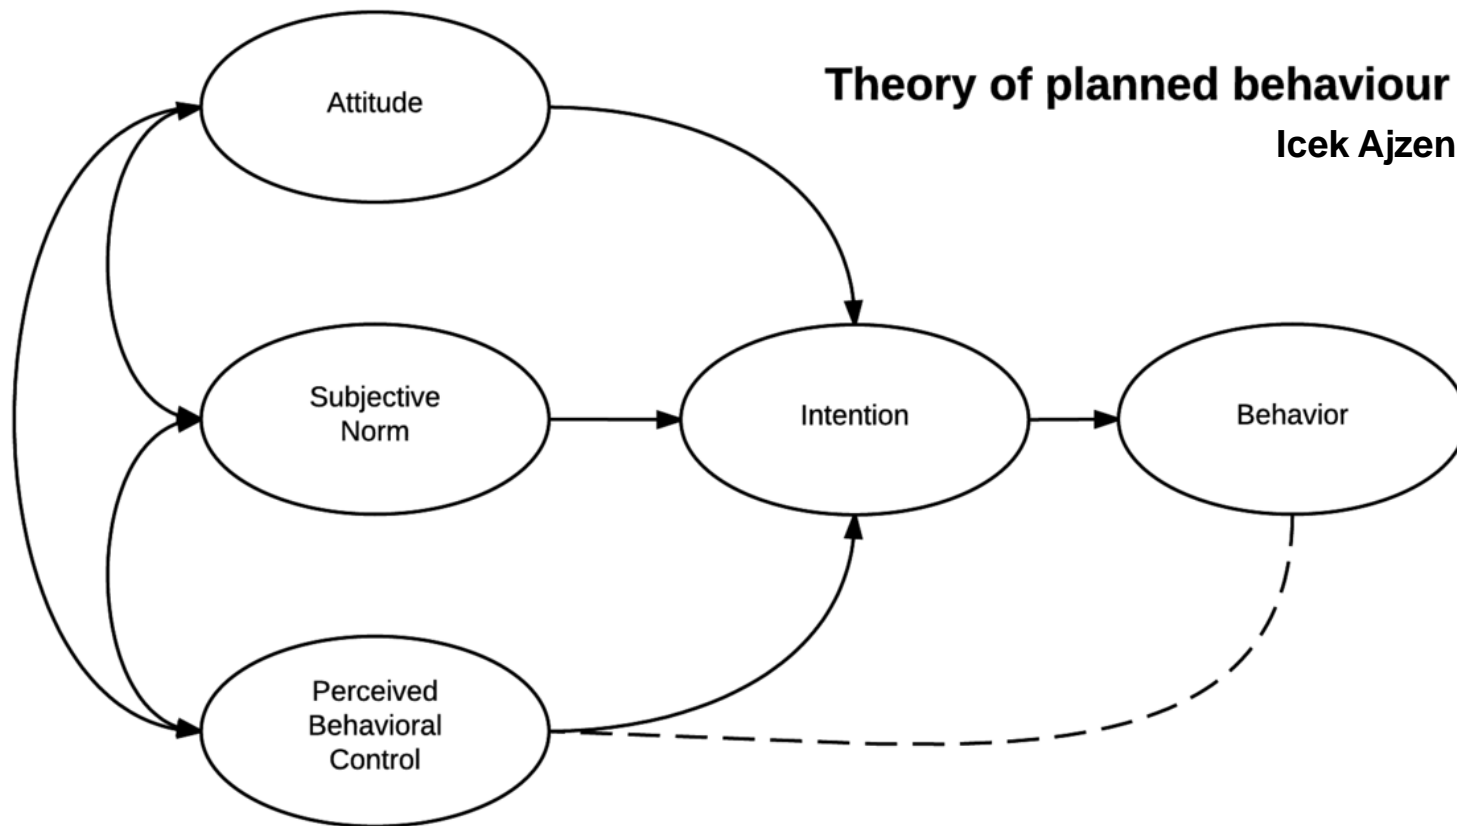 Theory of planned behaviour
Icek Ajzen
Attitude
Subjective
Norm
Intention
Behavior
Perceived
Behavioral
Control